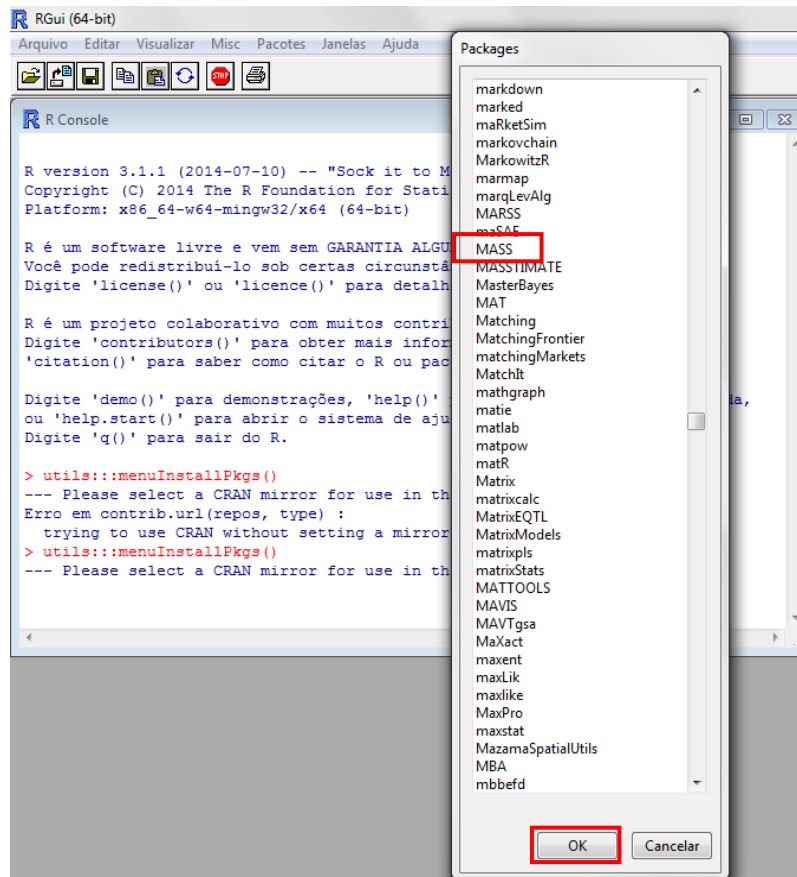 RGui (64-bit)
Arquivo Editar Visualizar Misc Pacotes Janelas Ajuda
STOP
R Console
R version 3.1.1 (2014-07-10) -- "Sock it to M
Copyright (C) 2014 The R Foundation for Stati
Platform: x86_64-w64-mingw32/x64 (64-bit)
R é um software livre e vem sem GARANTIA ALGU
Você pode redistribuí-lo sob certas circunstâ
Digite 'license()' ou 'licence()' para detalh
R é um projeto colaborativo com muitos contri
Digite 'contributors()' para obter mais infor
'citation()' para saber como citar o R ou pac
Digite 'demo()' para demonstrações, 'help()' ia,
ou 'help.start()' para abrir o sistema de aju
Digite 'q()' para sair do R.
> utils:::menuInstallPkgs()
--- Please select a CRAN mirror for use in th
Erro em contrib.url(repos, type) :
trying to use CRAN without setting a mirror
> utils:::menuInstallPkgs()
--- Please select a CRAN mirror for use in th
Packages
markdown
marked
maRketSim
markovchain
MarkowitzR
marmap
marqLevAlg
MARSS
maSAE
MASS
MASSTIMATE
MasterBayes
MAT
Matching
MatchingFrontier
matchingMarkets
MatchIt
mathgraph
matie
matlab
matpow
matR
Matrix
matrixcalc
MatrixEQTL
MatrixModels
matrixpls
matrixStats
MATTOOLS
MAVIS
MAVTgsa
MaXact
maxent
maxLik
maxlike
MaxPro
maxstat
MazamaSpatialUtils
MBA
mbbefd
OK Cancelar